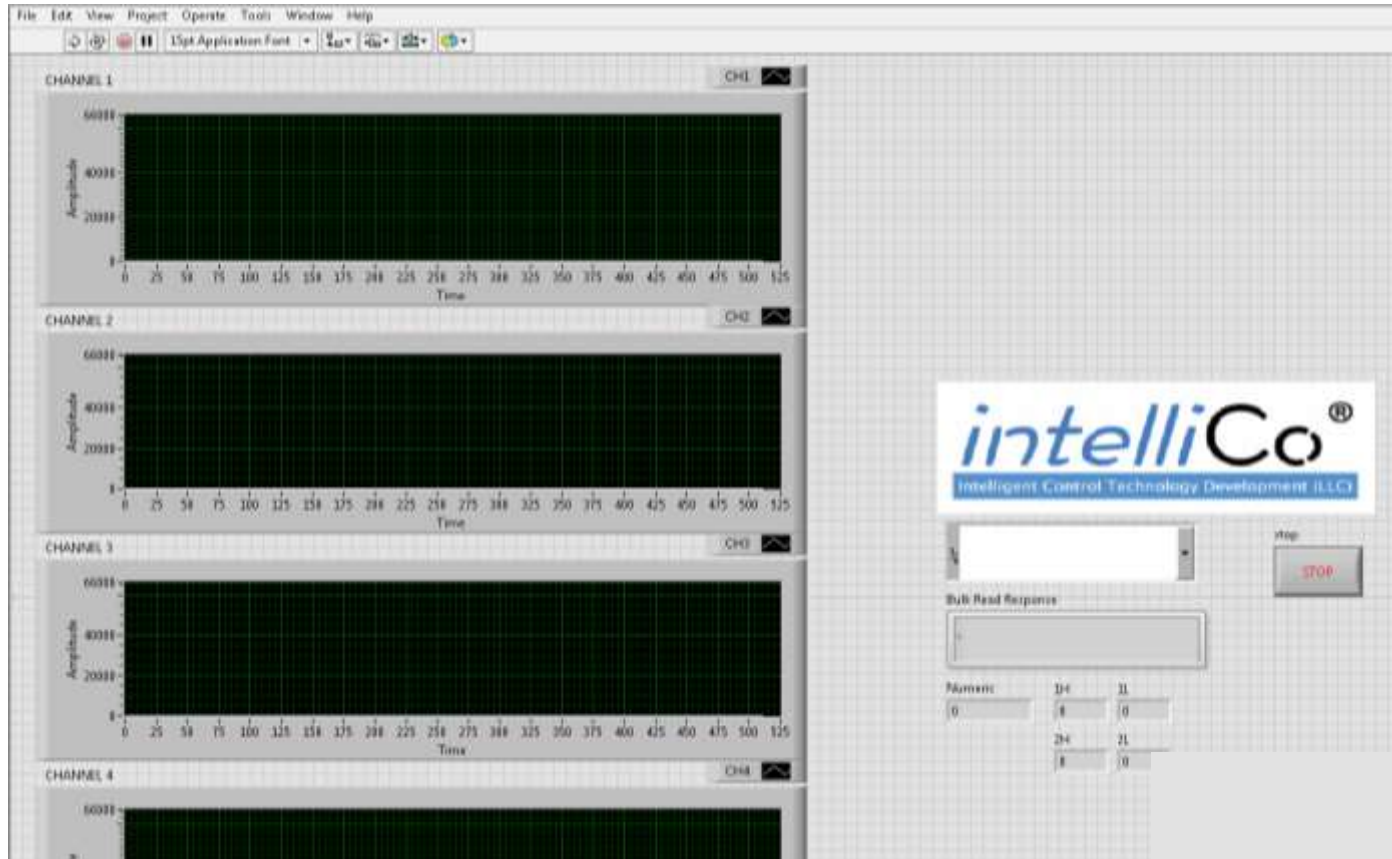 File Edit View Project Operate Tools Window Help
15pt Application Font
CHANNEL 1
CH1
60000
40000
20000
0
Amplitude
0 25 50 75 100 125 150 175 200 225 250 275 300 325 350 375 400 425 450 475 500 525
Time
CHANNEL 2
CH2
60000
40000
20000
0
Amplitude
0 25 50 75 100 125 150 175 200 225 250 275 300 325 350 375 400 425 450 475 500 525
Time
CHANNEL 3
CH3
60000
40000
20000
0
Amplitude
0 25 50 75 100 125 150 175 200 225 250 275 300 325 350 375 400 425 450 475 500 525
Time
CHANNEL 4
CH4
60000
intelliCo®
Intelligent Control Technology Development (LLC)
stop
STOP
Bulk Read Response
Numeric 1H 1L
0 0 0
2H 2L
0 0